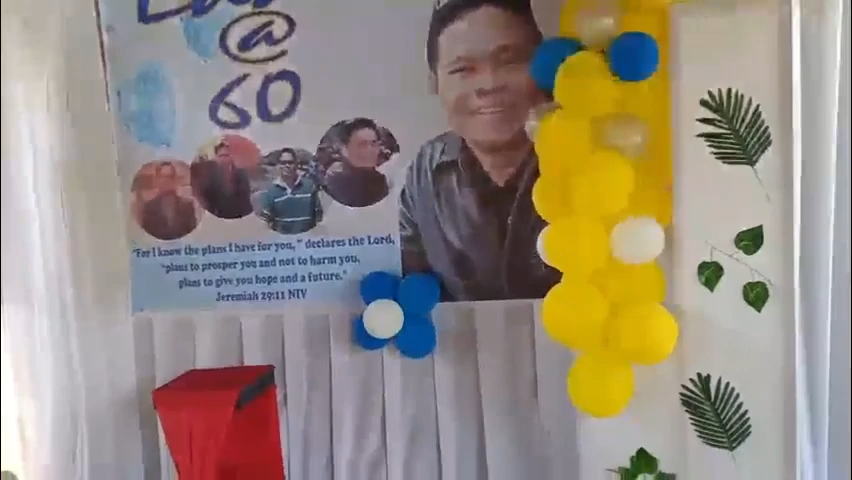 @
60
"For I know the plans I have for you," declares the Lord,
"plans to prosper you and not to harm you,
plans to give you hope and a future."
Jeremiah 29:11 NIV